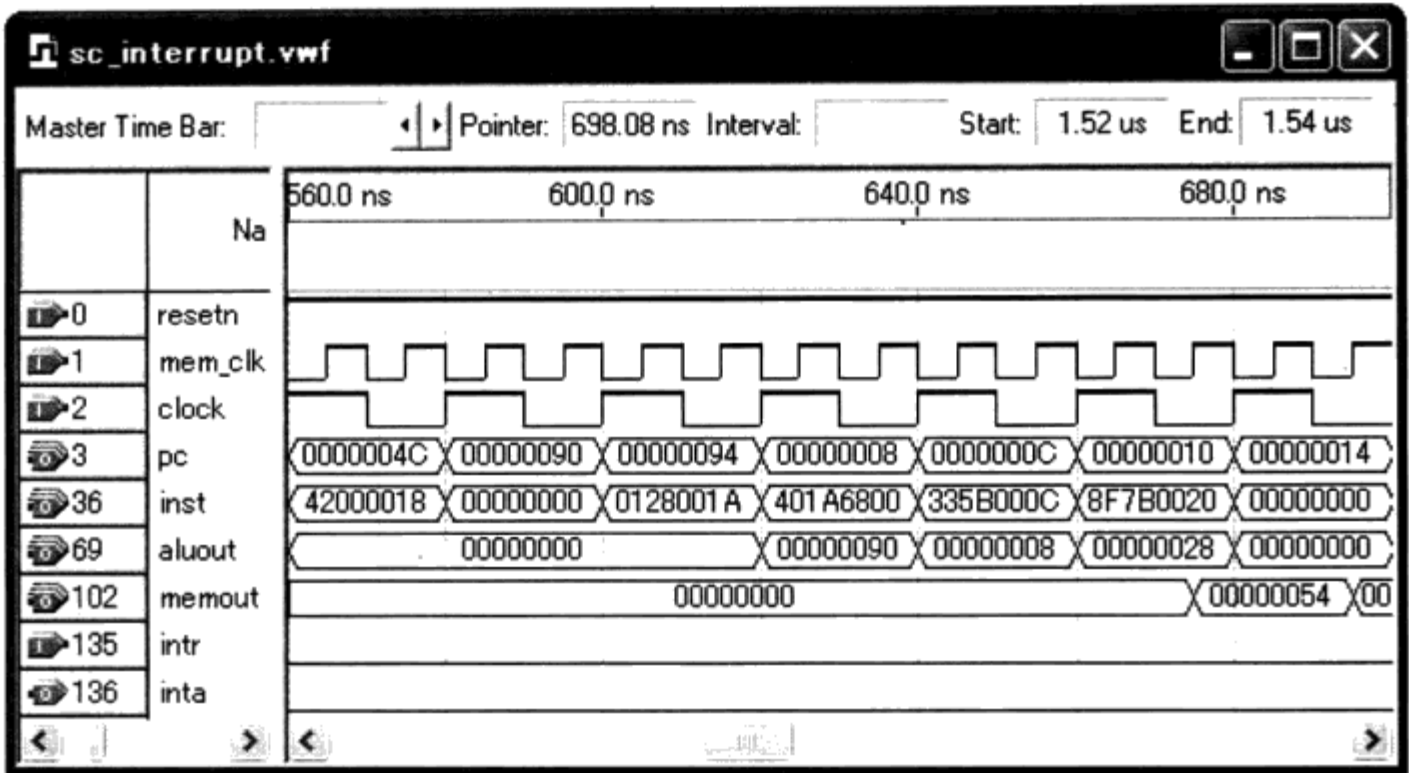 sc_interrupt.vwf
Master Time Bar: Pointer: 698.08 ns Interval: Start: 1.52 us End: 1.54 us
Na
560.0 ns 600.0 ns 640.0 ns 680.0 ns
0 resetn
1 mem_clk
2 clock
3 pc 0000004C 00000090 00000094 00000008 0000000C 00000010 00000014
36 inst 42000018 00000000 0128001A 401A6800 335B000C 8F7B0020 00000000
69 aluout 00000000 00000090 00000008 00000028 00000000
102 memout 00000000 00000054 00
135 intr
136 inta